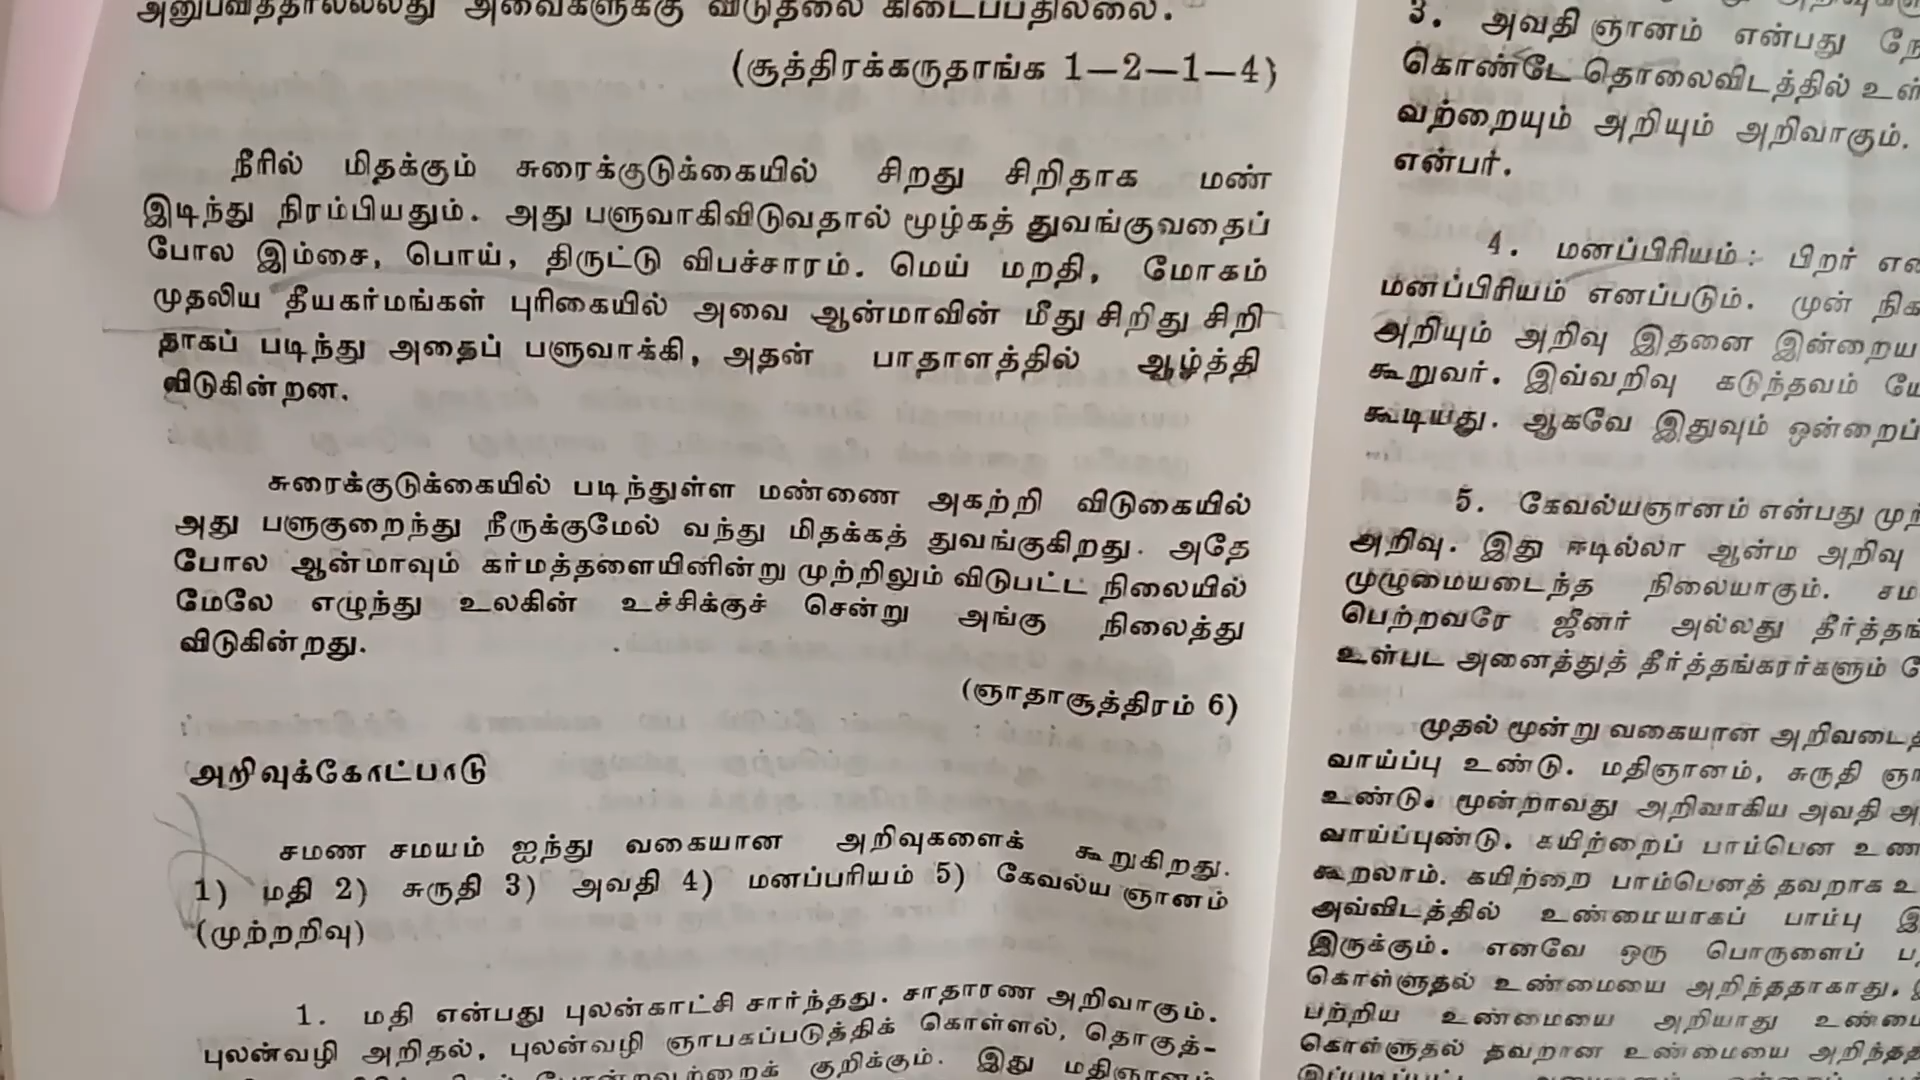 அனுபவித்தாலல்லது அவைகளுக்கு விடுதலை கிடைப்பதில்லை.
(சூத்திரக்கருதாங்க 1—2—1—4)
நீரில் மிதக்கும் சுரைக்குடுக்கையில் சிறது சிறிதாக மண்
இடிந்து நிரம்பியதும். அது பளுவாகிவிடுவதால் மூழ்கத் துவங்குவதைப்
போல இம்சை, பொய், திருட்டு விபச்சாரம். மெய் மறதி, மோகம்
முதலிய தீயகர்மங்கள் புரிகையில் அவை ஆன்மாவின் மீது சிறிது சிறி
தாகப் படிந்து அதைப் பளுவாக்கி, அதன் பாதாளத்தில் ஆழ்த்தி
விடுகின்றன.
சுரைக்குடுக்கையில் படிந்துள்ள மண்ணை அகற்றி விடுகையில்
அது பளுகுறைந்து நீருக்குமேல் வந்து மிதக்கத் துவங்குகிறது. அதே
போல ஆன்மாவும் கர்மத்தளையினின்று முற்றிலும் விடுபட்ட நிலையில்
மேலே எழுந்து உலகின் உச்சிக்குச் சென்று அங்கு நிலைத்து
விடுகின்றது.
(ஞாதாசூத்திரம் 6)
அறிவுக்கோட்பாடு
சமண சமயம் ஐந்து வகையான அறிவுகளைக் கூறுகிறது.
1) மதி 2) சுருதி 3) அவதி 4) மனப்பரியம் 5) கேவல்ய ஞானம்
(முற்றறிவு)
1. மதி என்பது புலன்காட்சி சார்ந்தது. சாதாரண அறிவாகும்.
புலன்வழி அறிதல், புலன்வழி ஞாபகப்படுத்திக் கொள்ளல், தொகுத்-
குறிக்கும். இது மதிஞானம்
3. அவதி ஞானம் என்பது
கொண்டே தொலைவிடத்தில்
வற்றையும் அறியும் அறிவாகும்.
என்பர்.
4. மனப்பிரியம்: பிறர்
மனப்பிரியம் எனப்படும். முன்
அறியும் அறிவு இதனை இன்றைய
கூறுவர். இவ்வறிவு கடுந்தவம்
கூடியது. ஆகவே இதுவும் ஒன்றைப்
5. கேவல்யஞானம் என்பது
அறிவு. இது ஈடில்லா ஆன்ம அறிவு
முழுமையடைந்த நிலையாகும்.
பெற்றவரே ஜீனர் அல்லது
உள்பட அனைத்துத் தீர்த்தங்கரர்களும்
முதல் மூன்று வகையான
வாய்ப்பு உண்டு. மதிஞானம், சுருதி
உண்டு. மூன்றாவது அறிவாகிய அவதி
வாய்ப்புண்டு. கயிற்றைப் பாம்பென
கூறலாம். கயிற்றை பாம்பெனத் தவறாக
அவ்விடத்தில் உண்மையாகப் பாம்பு
இருக்கும். எனவே ஒரு பொருளைப்
கொள்ளுதல் உண்மையை அறிந்ததாகாது.
பற்றிய உண்மையை அறியாது
கொள்ளுதல் தவறான உண்மையை